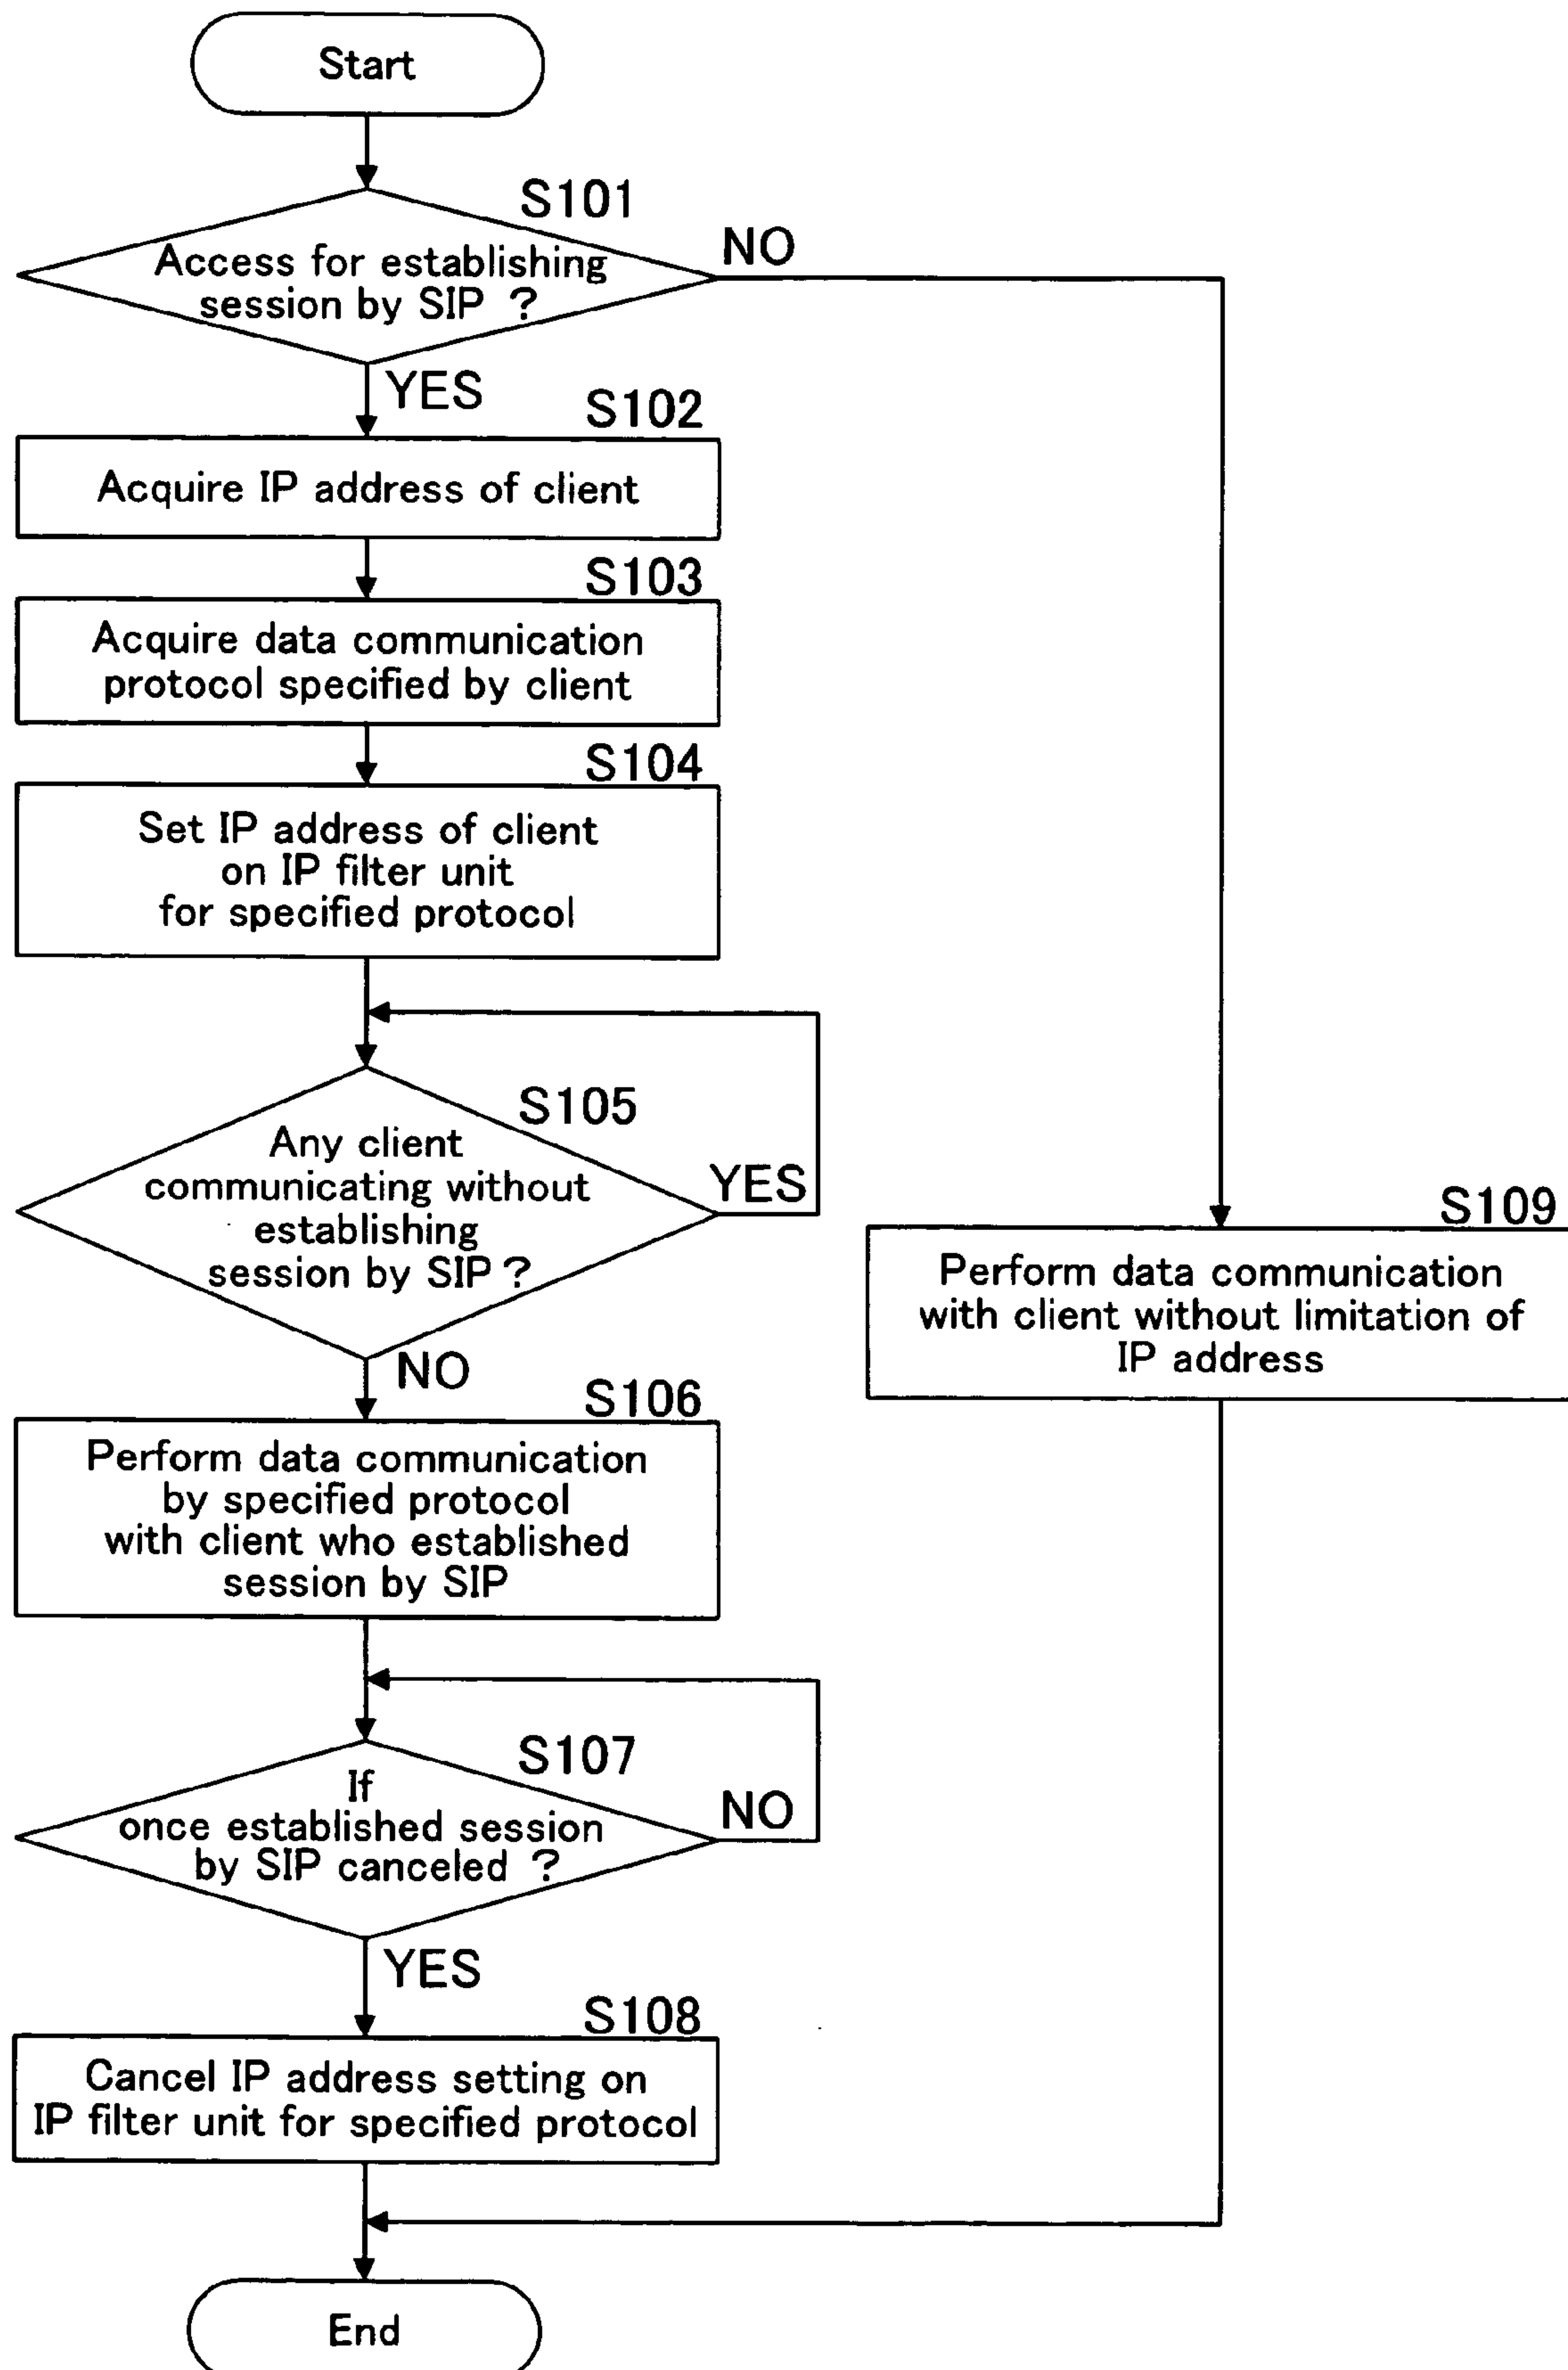 Start
S101
Access for establishing
session by SIP ?
NO
YES
S102
Acquire IP address of client
S103
Acquire data communication
protocol specified by client
S104
Set IP address of client
on IP filter unit
for specified protocol
S105
Any client
communicating without
establishing
session by SIP ?
YES
NO
S109
Perform data communication
with client without limitation of
IP address
S106
Perform data communication
by specified protocol
with client who established
session by SIP
S107
If
once established session
by SIP canceled ?
NO
YES
S108
Cancel IP address setting on
IP filter unit for specified protocol
End